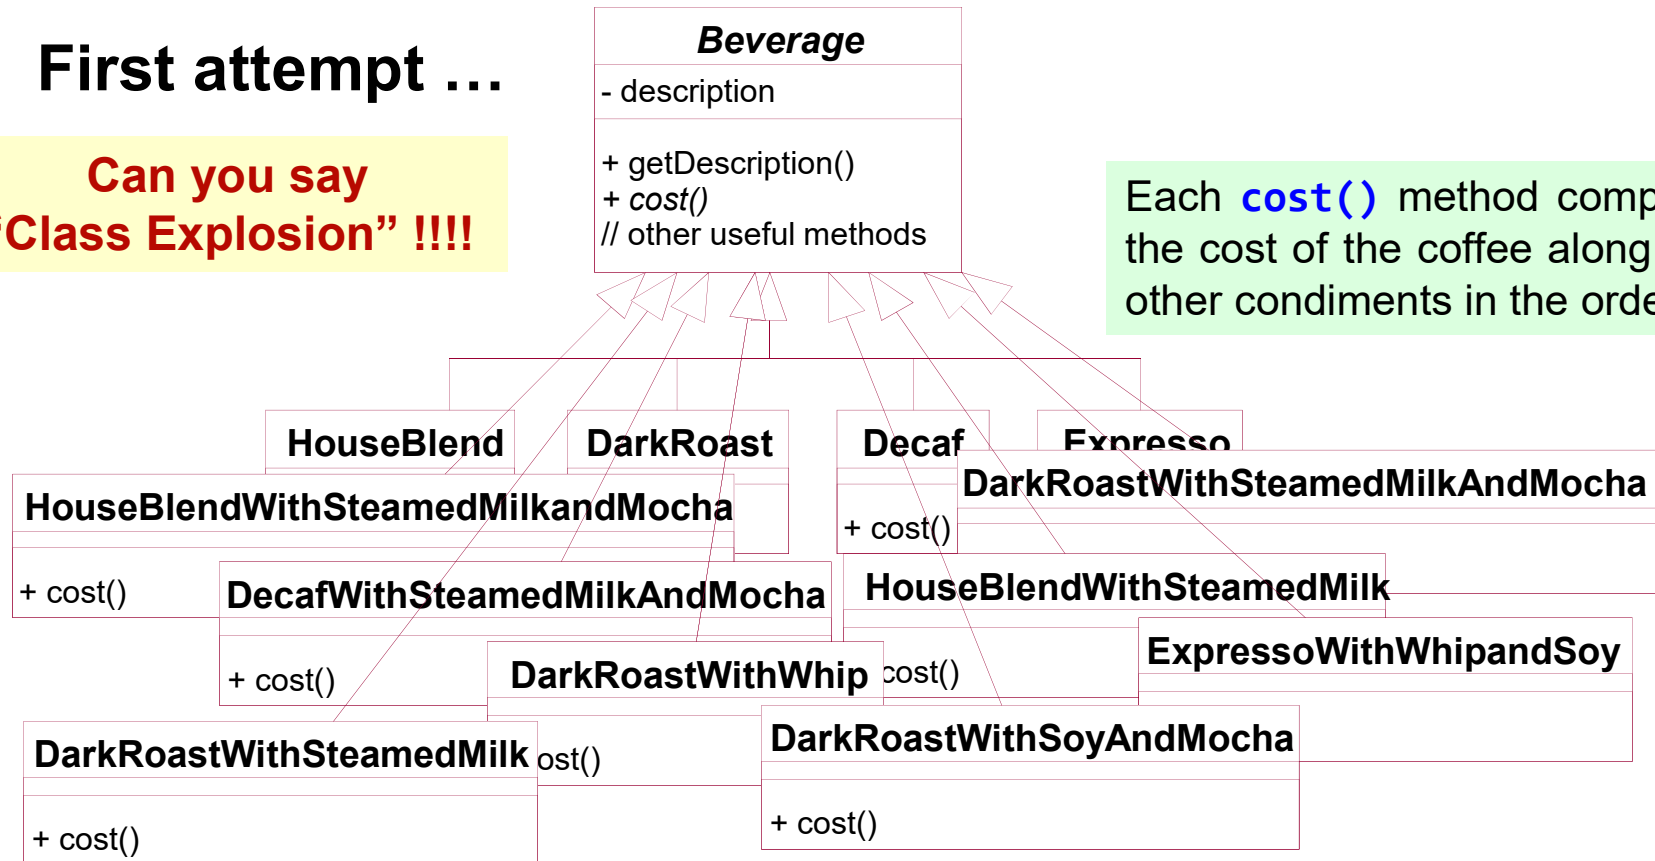 First attempt …
Can you say
“Class Explosion” !!!!
Beverage
- description
+ getDescription()
+ cost()
// other useful methods
Each cost() method comp
the cost of the coffee along
other condiments in the orde
HouseBlend
DarkRoast
Decaf
Expresso
+ cost()
HouseBlendWithSteamedMilkandMocha
+ cost()
DarkRoastWithSteamedMilkAndMocha
DecafWithSteamedMilkAndMocha
+ cost()
HouseBlendWithSteamedMilk
cost()
ExpressoWithWhipandSoy
DarkRoastWithWhip
ost()
DarkRoastWithSteamedMilk
+ cost()
DarkRoastWithSoyAndMocha
+ cost()